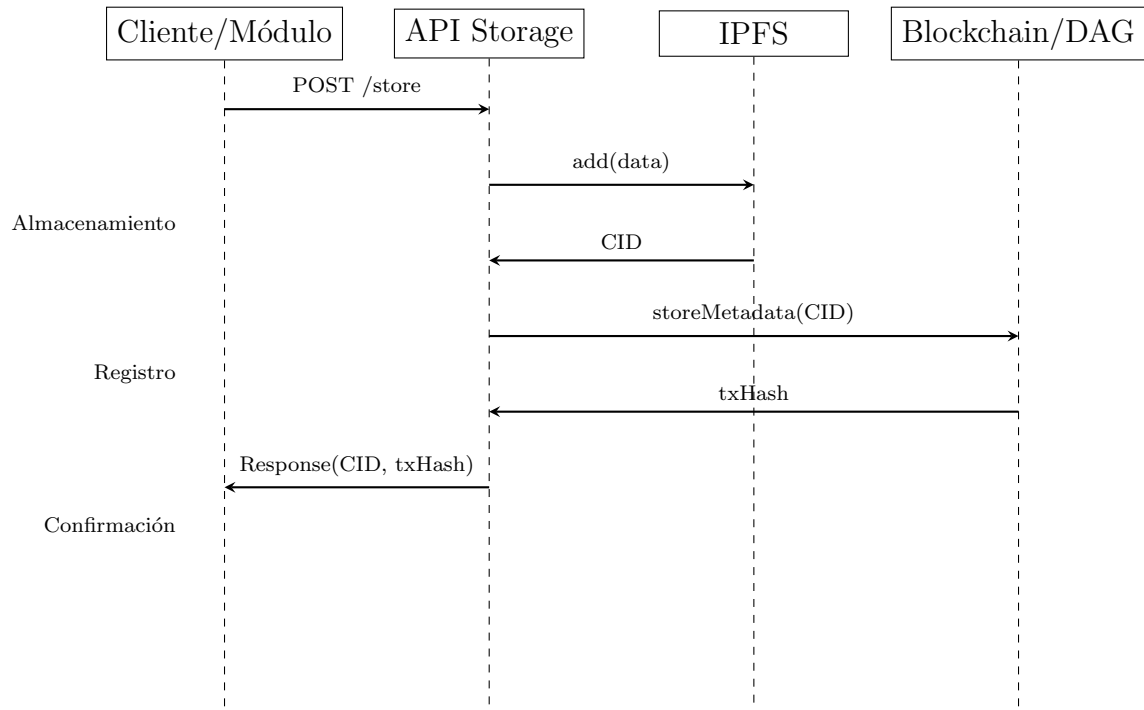 Cliente/Módulo
API Storage
IPFS
Blockchain/DAG
POST /store
add(data)
Almacenamiento
CID
storeMetadata(CID)
Registro
txHash
Response(CID, txHash)
Confirmación